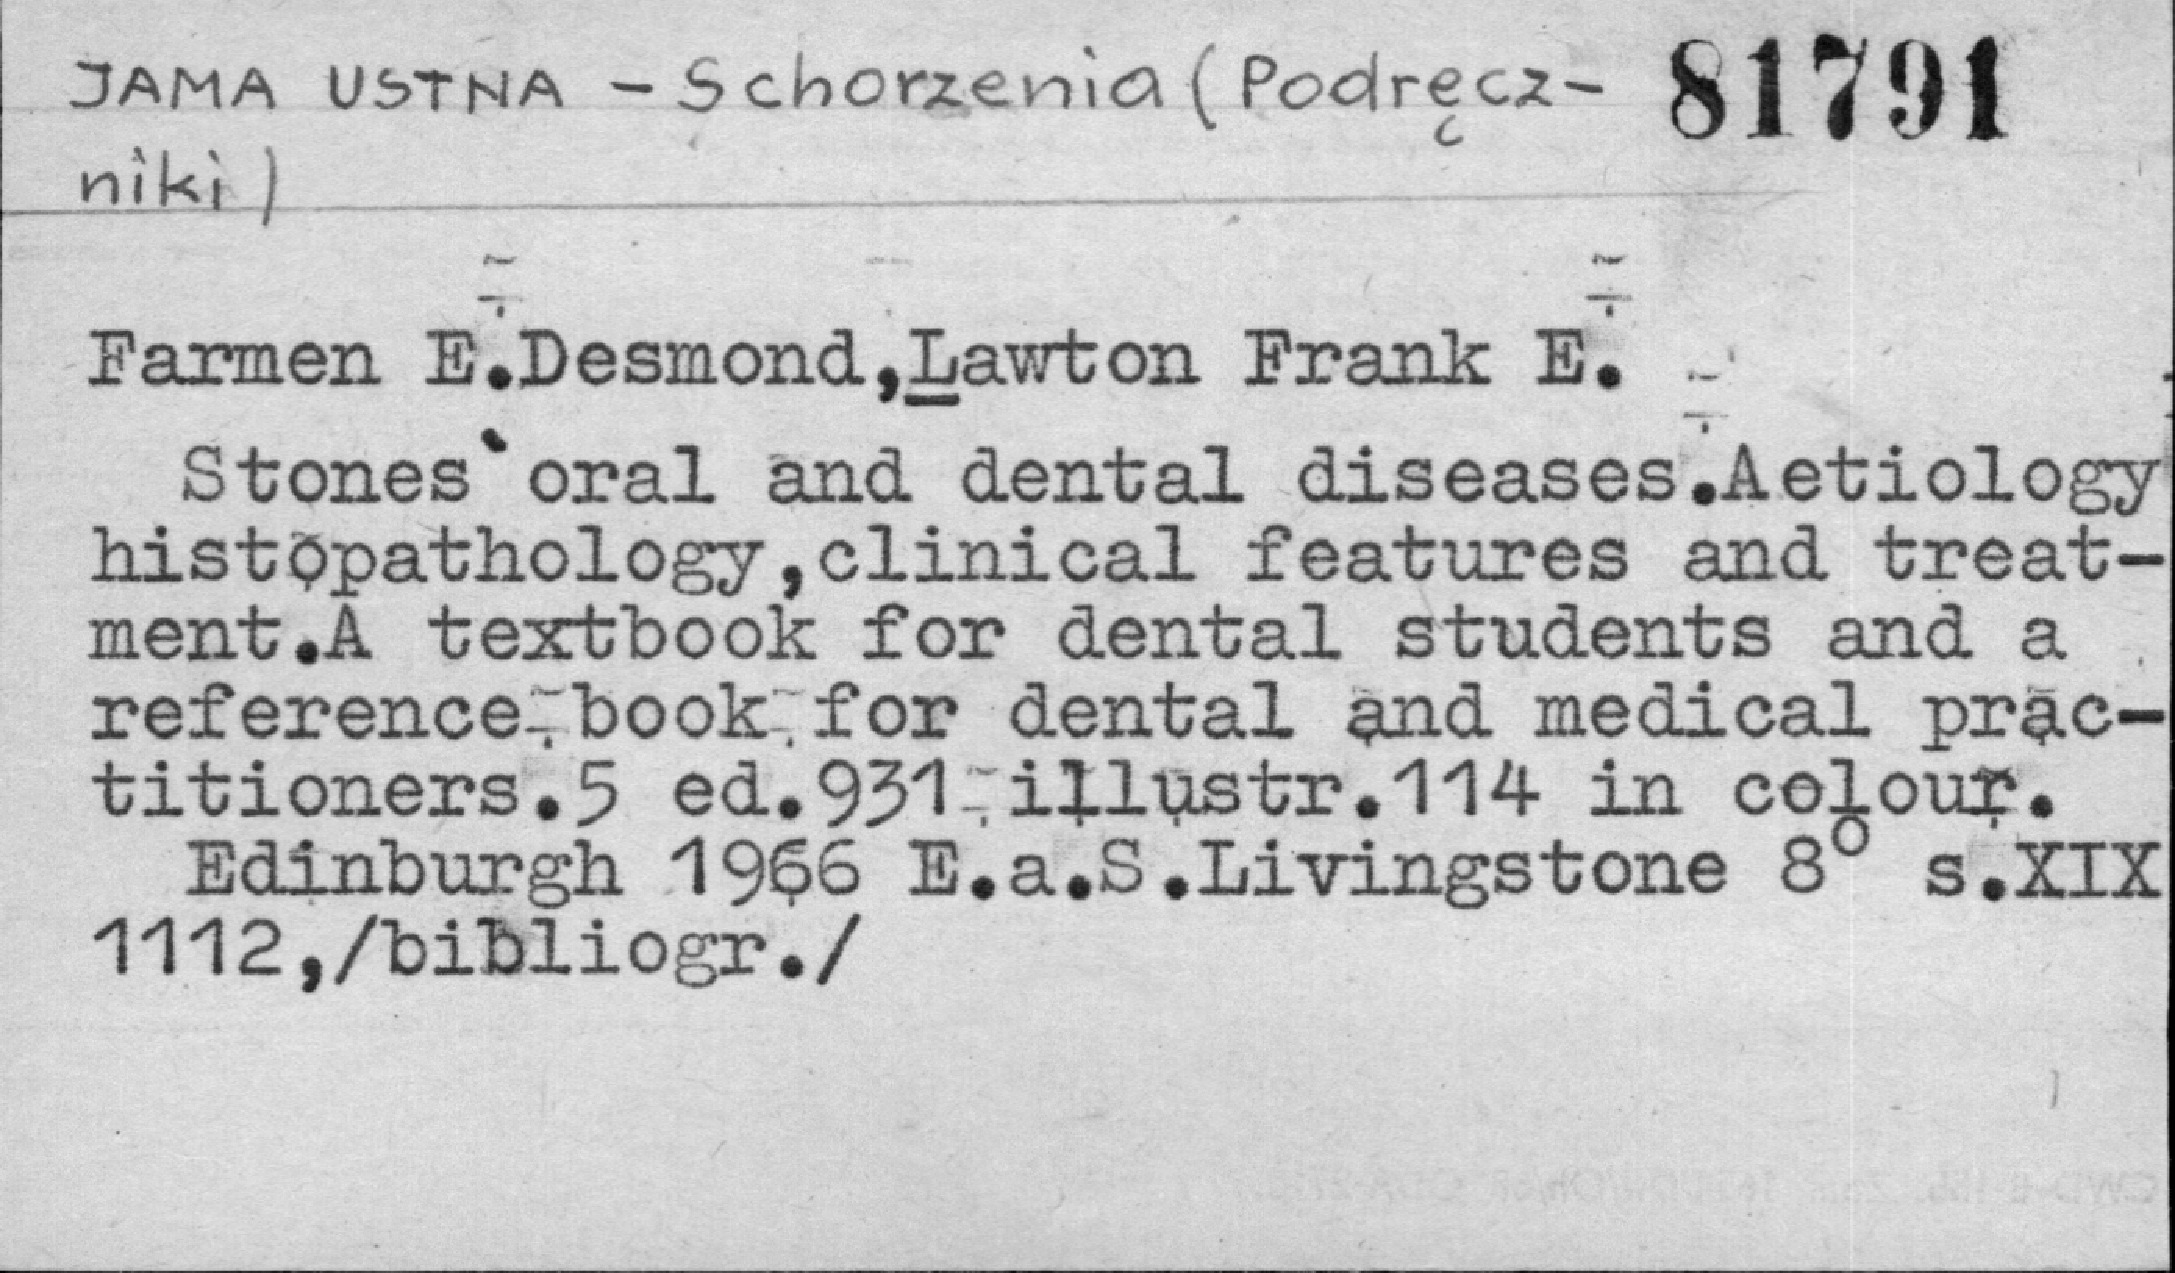 JAMA USTNA - Schorzenia (Podręcz- 81791
niki)
Farmen E.Desmond,Lawton Frank E.
Stones' oral and dental diseases.Aetiology
histopathology,clinical features and treat-
ment.A textbook for dental students and a
reference book for dental and medical prac-
titioners.5 ed.931 illustr.114 in colour.
Edinburgh 1966 E.a.S.Livingstone 8° s.XIX
1112,/bibliogr./